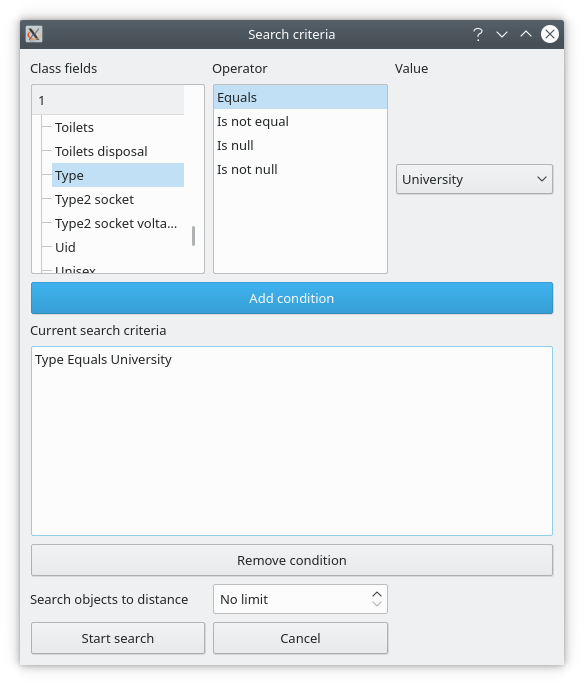 Search criteria
Class fields
Operator
Value
1
Toilets
Toilets disposal
Type
Type2 socket
Type2 socket volta...
Uid
Unisex
Equals
Is not equal
Is null
Is not null
University
Add condition
Current search criteria
Type Equals University
Remove condition
Search objects to distance
No limit
Start search
Cancel